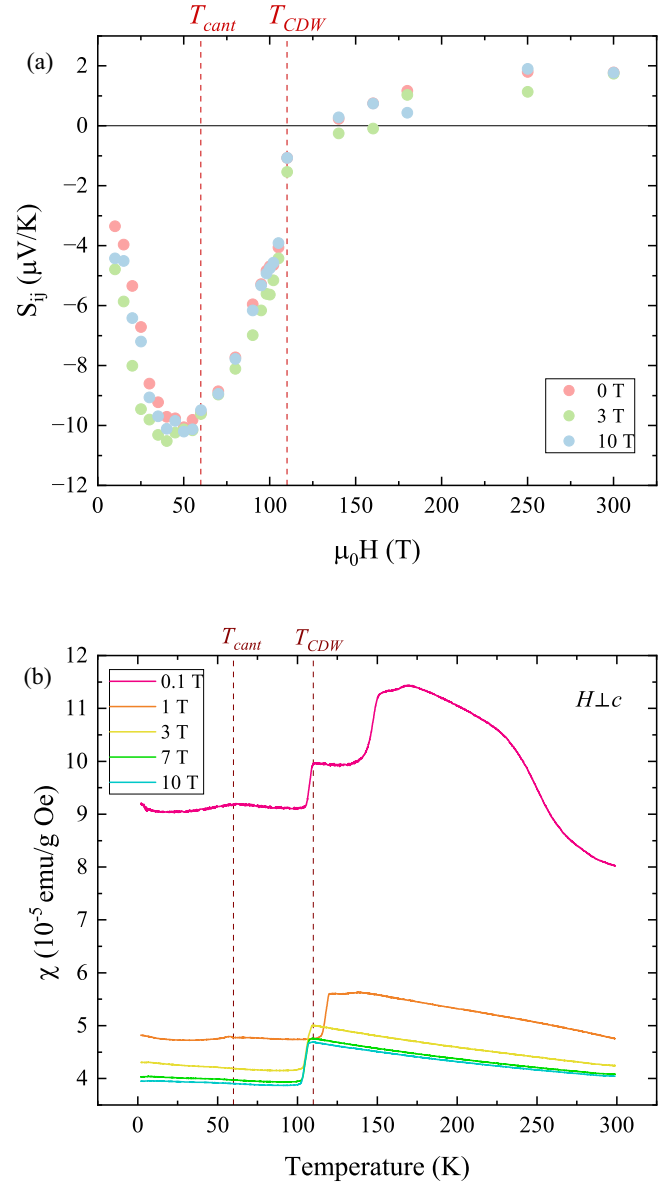 T_cant T_CDW
(a)
2
0
−2
−4
−6
−8
−10
−12
S_ij (μV/K)
0 T
3 T
10 T
0 50 100 150 200 250 300
μ₀H (T)
T_cant T_CDW
(b)
12
11
10
9
8
7
6
5
4
χ (10⁻⁵ emu/g Oe)
0.1 T
1 T
3 T
7 T
10 T
H⊥c
0 50 100 150 200 250 300
Temperature (K)